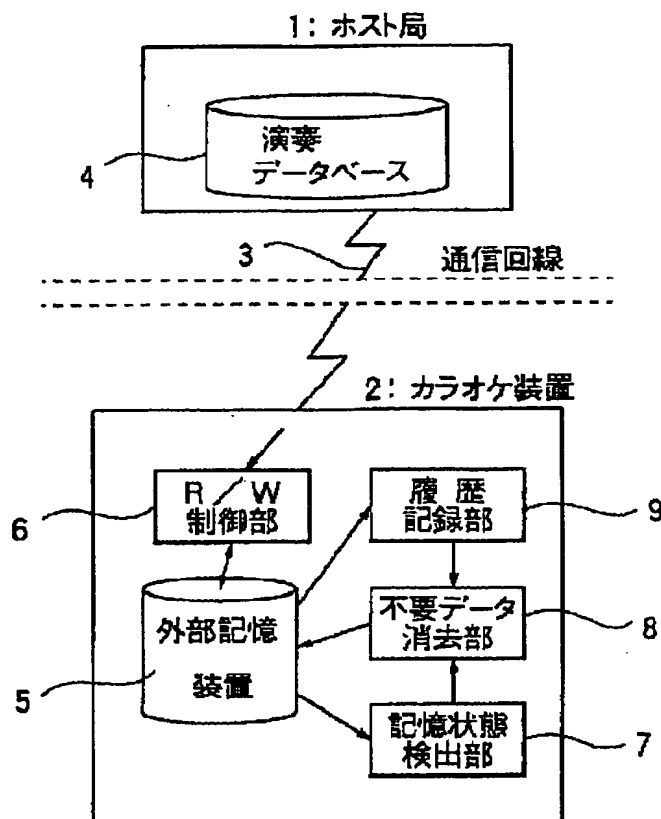 1: ホスト局
演奏
データベース
4
3
通信回線
2: カラオケ装置
R/W
制御部
6
履歴
記録部
9
不要データ
消去部
8
外部記憶
装置
5
記憶状態
検出部
7